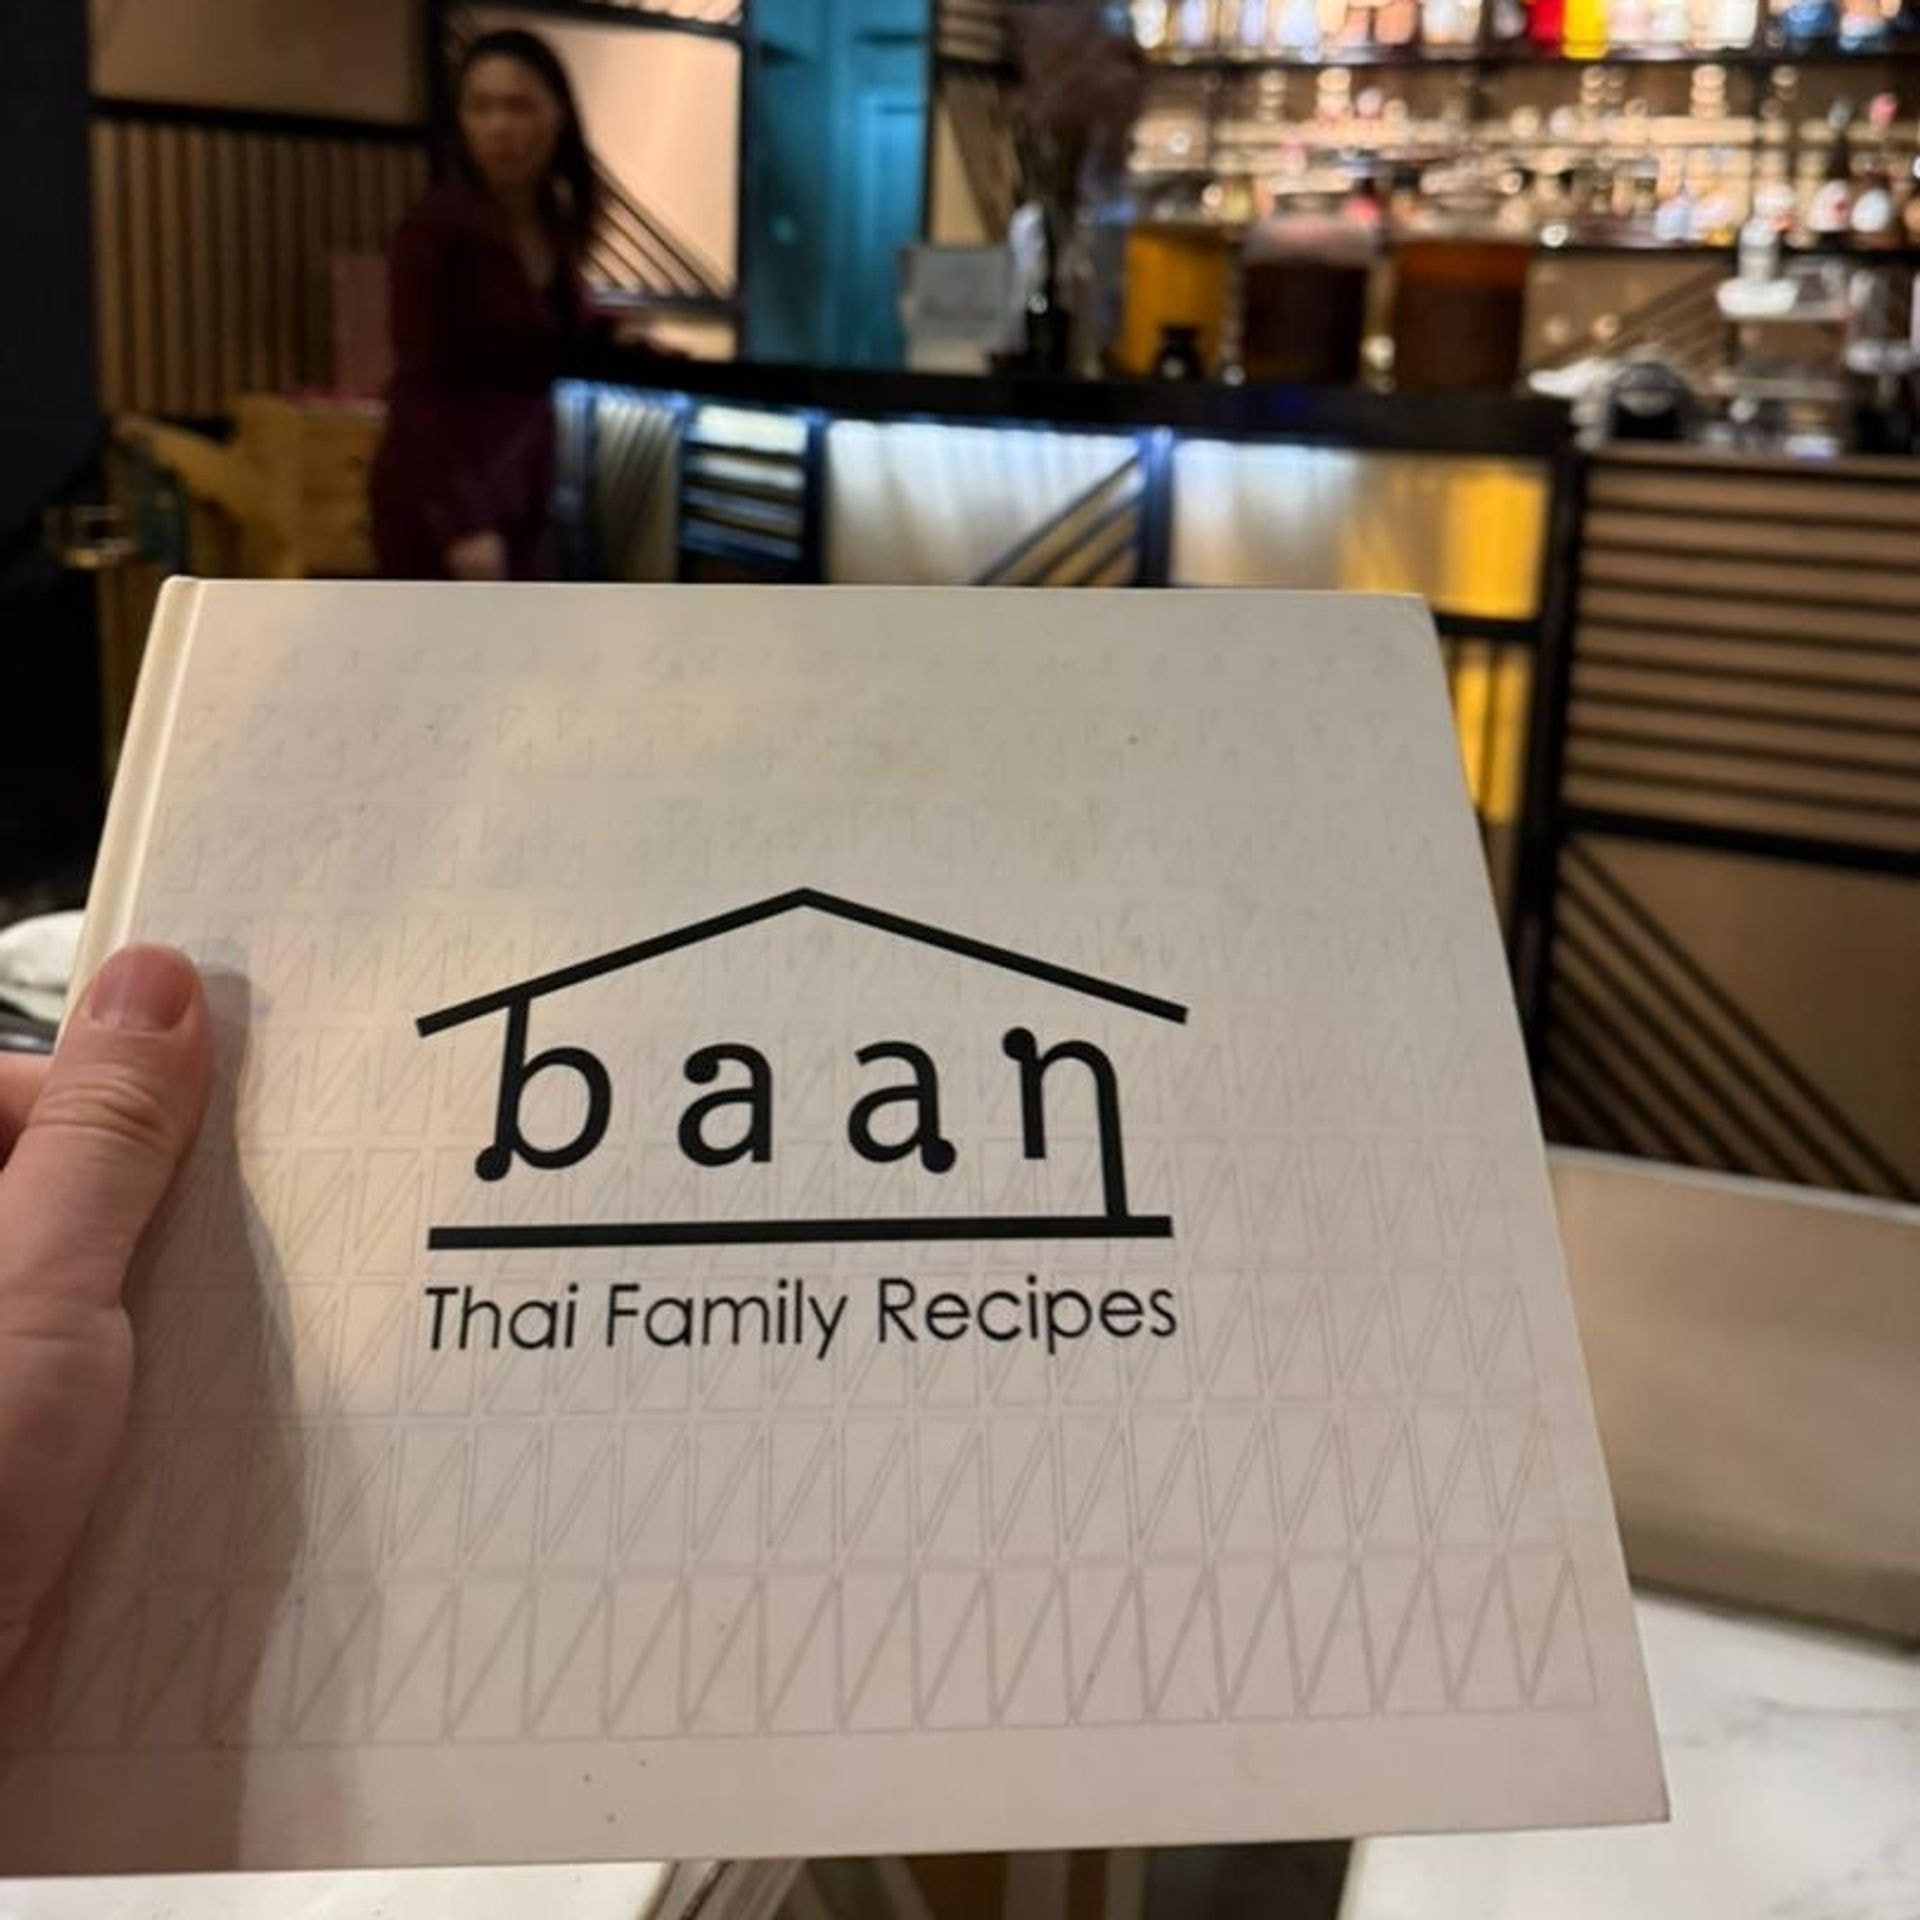 baan
Thai Family Recipes